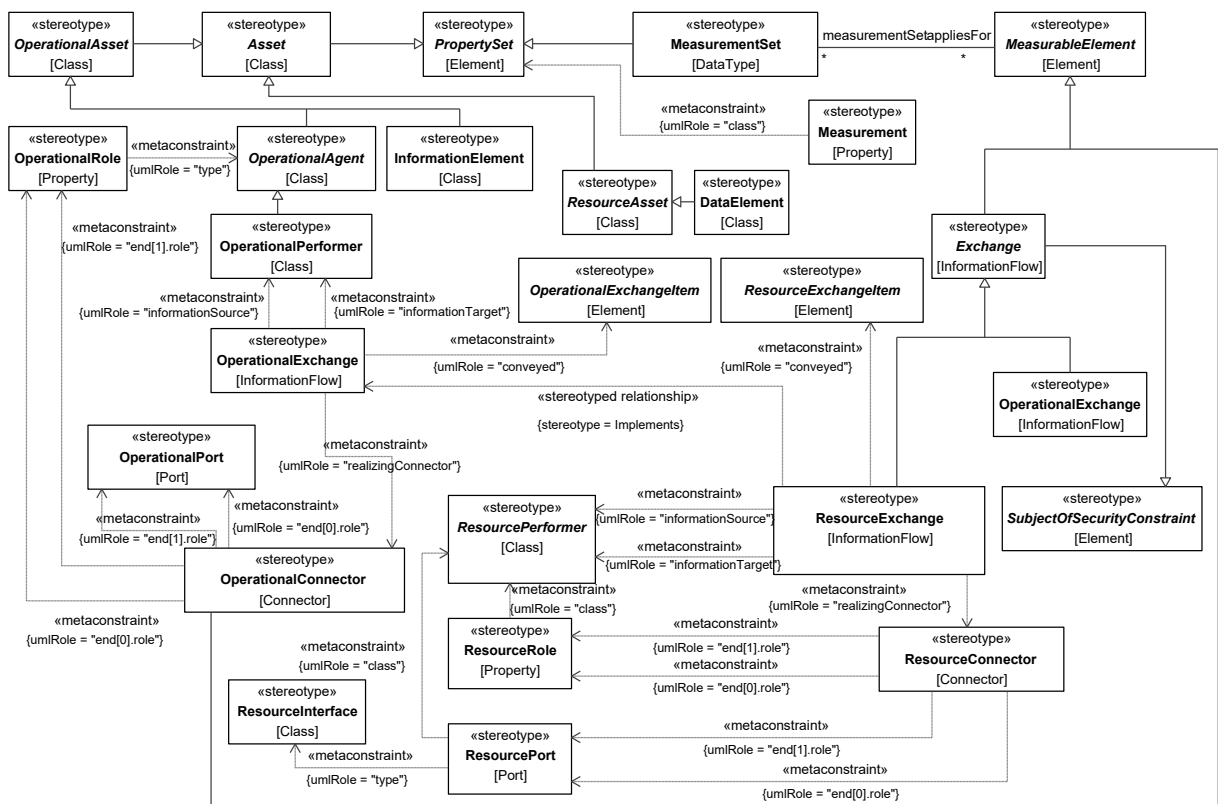 «stereotype»
OperationalAsset
[Class]
«stereotype»
Asset
[Class]
«stereotype»
PropertySet
[Element]
«stereotype»
MeasurementSet
[DataType]
measurementSetappliesFor
*
*
«stereotype»
MeasurableElement
[Element]
«metaconstraint»
{umlRole = "class"}
«stereotype»
Measurement
[Property]
«stereotype»
OperationalRole
[Property]
«metaconstraint»
{umlRole = "type"}
«stereotype»
OperationalAgent
[Class]
«stereotype»
InformationElement
[Class]
«stereotype»
ResourceAsset
[Class]
«stereotype»
DataElement
[Class]
«metaconstraint»
{umlRole = "end[1].role"}
«stereotype»
OperationalPerformer
[Class]
«stereotype»
Exchange
[InformationFlow]
«metaconstraint»
{umlRole = "informationSource"}
«metaconstraint»
{umlRole = "informationTarget"}
«stereotype»
OperationalExchangeItem
[Element]
«stereotype»
ResourceExchangeItem
[Element]
«stereotype»
OperationalExchange
[InformationFlow]
«metaconstraint»
{umlRole = "conveyed"}
«metaconstraint»
{umlRole = "conveyed"}
«stereotyped relationship»
{stereotype = Implements}
«stereotype»
OperationalExchange
[InformationFlow]
«stereotype»
OperationalPort
[Port]
«metaconstraint»
{umlRole = "realizingConnector"}
«metaconstraint»
{umlRole = "end[1].role"}
«metaconstraint»
{umlRole = "end[0].role"}
«stereotype»
ResourcePerformer
[Class]
«metaconstraint»
{umlRole = "informationSource"}
«metaconstraint»
{umlRole = "informationTarget"}
«stereotype»
ResourceExchange
[InformationFlow]
«stereotype»
SubjectOfSecurityConstraint
[Element]
«stereotype»
OperationalConnector
[Connector]
«metaconstraint»
{umlRole = "end[0].role"}
«metaconstraint»
{umlRole = "class"}
«metaconstraint»
{umlRole = "realizingConnector"}
«metaconstraint»
{umlRole = "class"}
«stereotype»
ResourceRole
[Property]
«metaconstraint»
{umlRole = "end[1].role"}
«metaconstraint»
{umlRole = "end[0].role"}
«stereotype»
ResourceConnector
[Connector]
«stereotype»
ResourceInterface
[Class]
«metaconstraint»
{umlRole = "type"}
«stereotype»
ResourcePort
[Port]
«metaconstraint»
{umlRole = "end[1].role"}
«metaconstraint»
{umlRole = "end[0].role"}